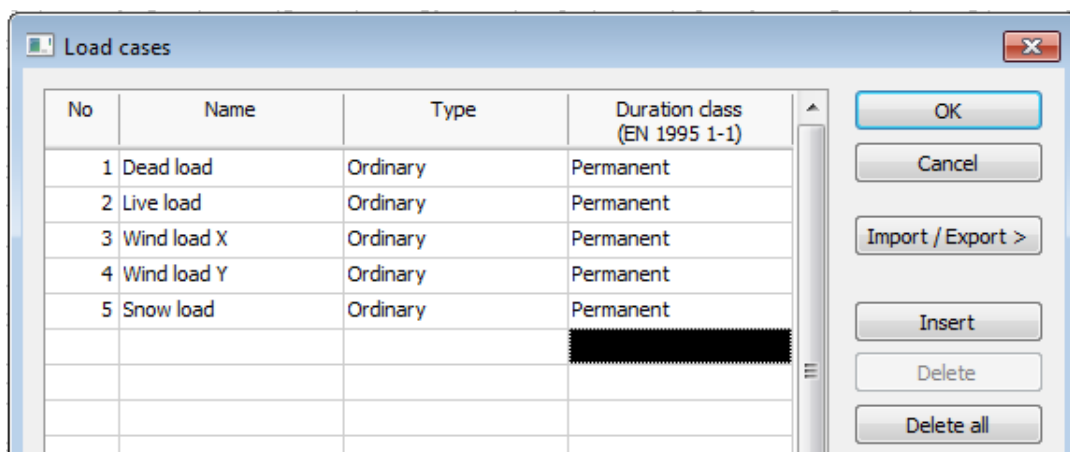 Load cases
No Name Type Duration class
(EN 1995 1-1)
1 Dead load Ordinary Permanent
2 Live load Ordinary Permanent
3 Wind load X Ordinary Permanent
4 Wind load Y Ordinary Permanent
5 Snow load Ordinary Permanent
OK
Cancel
Import / Export >
Insert
Delete
Delete all